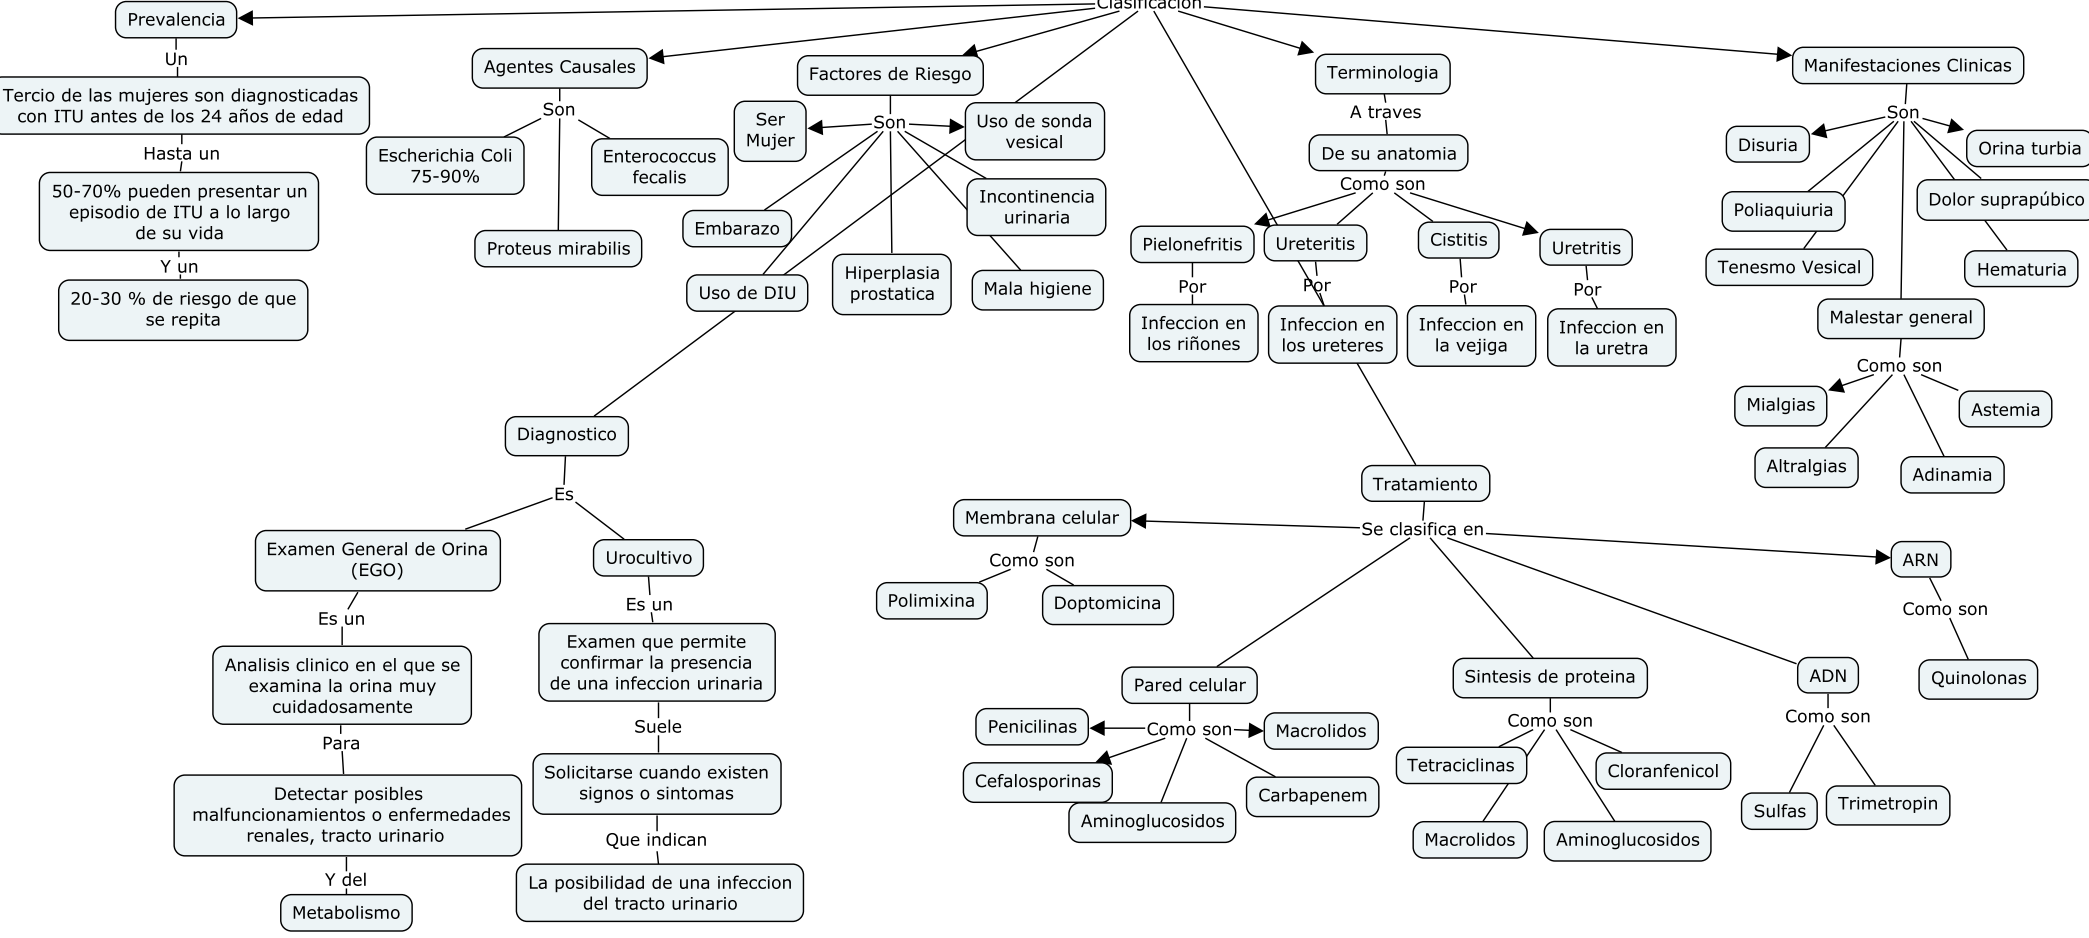 Clasificacion
Prevalencia
Un
Tercio de las mujeres son diagnosticadas
con ITU antes de los 24 años de edad
Hasta un
50-70% pueden presentar un
episodio de ITU a lo largo
de su vida
Y un
20-30 % de riesgo de que
se repita
Agentes Causales
Son
Escherichia Coli
75-90%
Enterococcus
fecalis
Proteus mirabilis
Factores de Riesgo
Son
Ser
Mujer
Uso de sonda
vesical
Embarazo
Incontinencia
urinaria
Uso de DIU
Hiperplasia
prostatica
Mala higiene
Terminologia
A traves
De su anatomia
Como son
Pielonefritis
Por
Infeccion en
los riñones
Ureteritis
Por
Infeccion en
los ureteres
Cistitis
Por
Infeccion en
la vejiga
Uretritis
Por
Infeccion en
la uretra
Manifestaciones Clinicas
Son
Disuria
Orina turbia
Poliaquiuria
Dolor suprapúbico
Tenesmo Vesical
Hematuria
Malestar general
Como son
Mialgias
Astemia
Altralgias
Adinamia
Diagnostico
Es
Examen General de Orina
(EGO)
Es un
Analisis clinico en el que se
examina la orina muy
cuidadosamente
Para
Detectar posibles
malfuncionamientos o enfermedades
renales, tracto urinario
Y del
Metabolismo
Urocultivo
Es un
Examen que permite
confirmar la presencia
de una infeccion urinaria
Suele
Solicitarse cuando existen
signos o sintomas
Que indican
La posibilidad de una infeccion
del tracto urinario
Tratamiento
Se clasifica en
Membrana celular
Como son
Polimixina
Doptomicina
Pared celular
Como son
Penicilinas
Macrolidos
Cefalosporinas
Carbapenem
Aminoglucosidos
Sintesis de proteina
Como son
Tetraciclinas
Cloranfenicol
Macrolidos
Aminoglucosidos
ADN
Como son
Sulfas
Trimetropin
ARN
Como son
Quinolonas